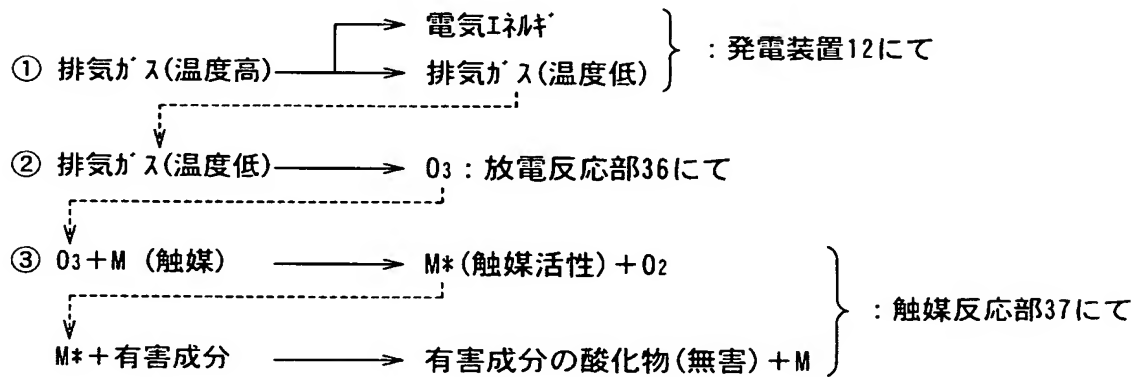 電気ｴﾈﾙｷﾞ
① 排気ｶﾞｽ(温度高) 排気ｶﾞｽ(温度低) :発電装置12にて
② 排気ｶﾞｽ(温度低) O3:放電反応部36にて
③ O3+M (触媒) M*(触媒活性)+O2
M*+有害成分 有害成分の酸化物(無害)+M :触媒反応部37にて